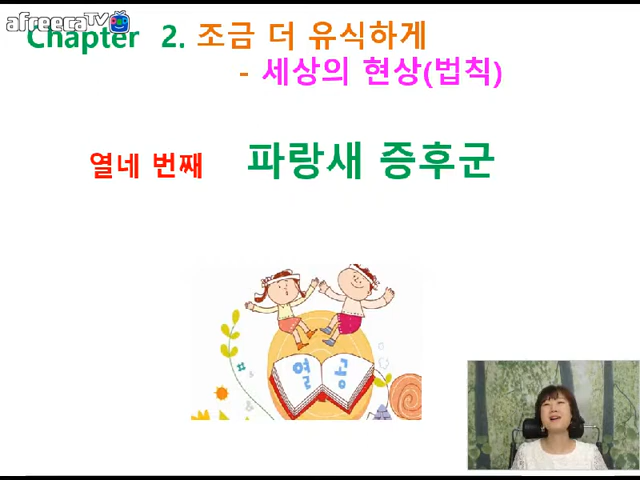 afreecaTV
Chapter 2. 조금 더 유식하게
- 세상의 현상(법칙)
열네 번째 파랑새 증후군
열 공